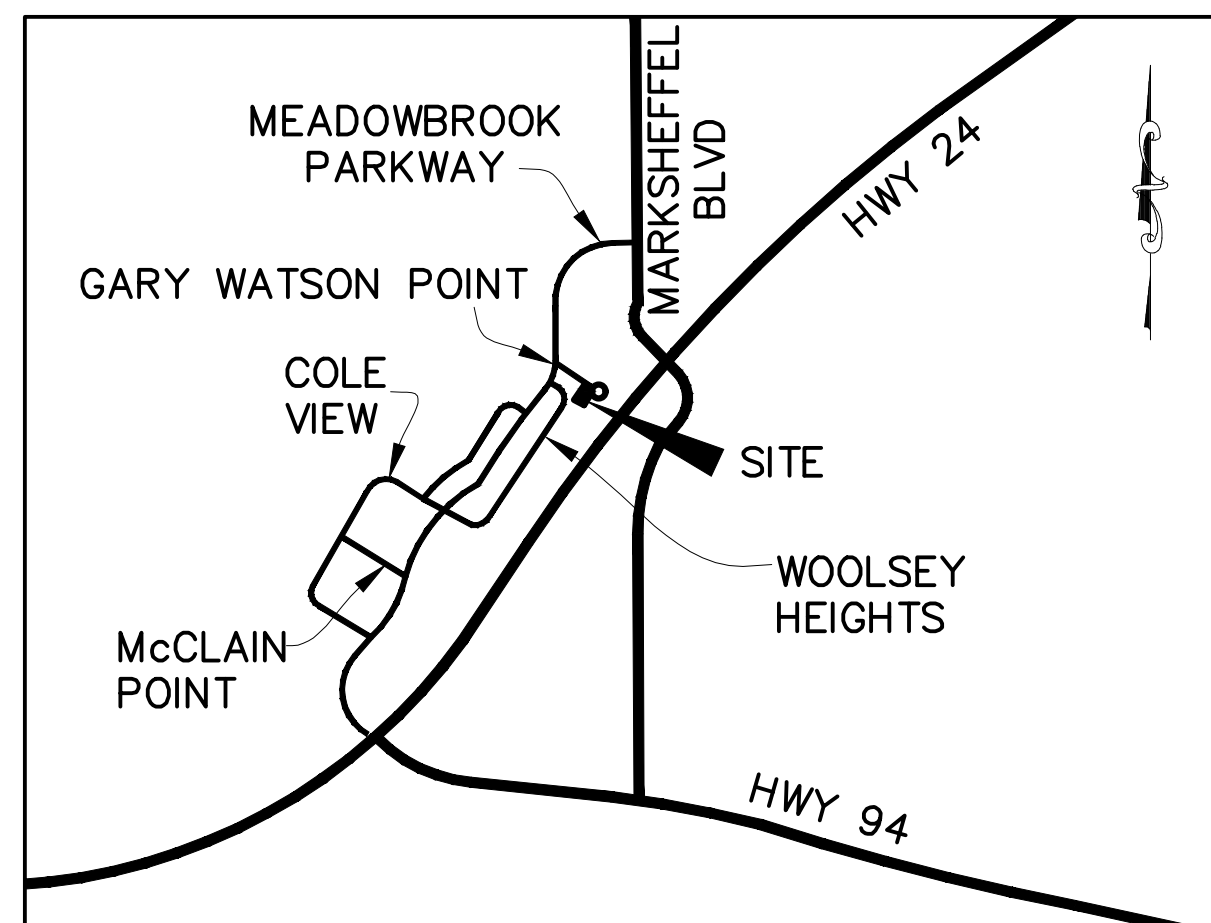 MEADOWBROOK
PARKWAY
MARKSHEFFEL
BLVD
HWY 24
GARY WATSON POINT
COLE
VIEW
SITE
WOOLSEY
HEIGHTS
McCLAIN
POINT
HWY 94